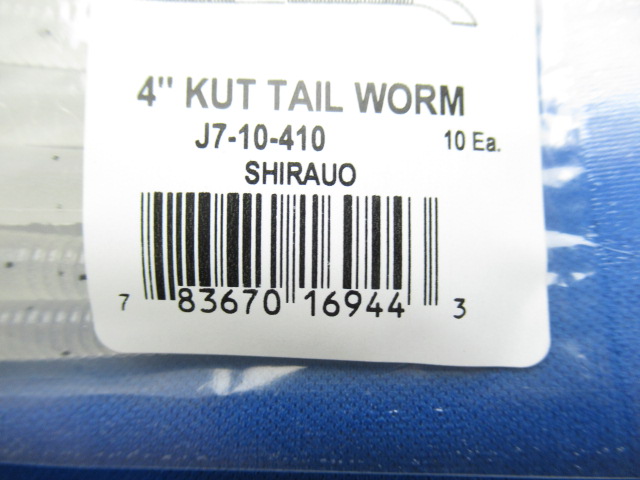 4" KUT TAIL WORM
J7-10-410 10 Ea.
SHIRAUO
7 83670 16944 3